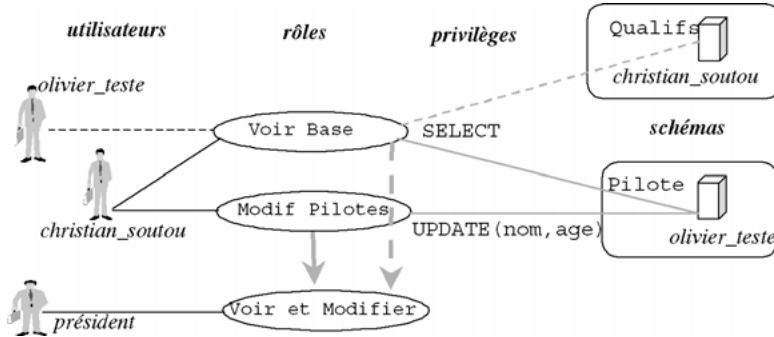 utilisateurs
rôles
privilèges
Qualifs
christian_soutou
olivier_teste
Voir Base
SELECT
schémas
Pilote
olivier_teste
Modif Pilotes
UPDATE(nom,age)
christian_soutou
Voir et Modifier
président